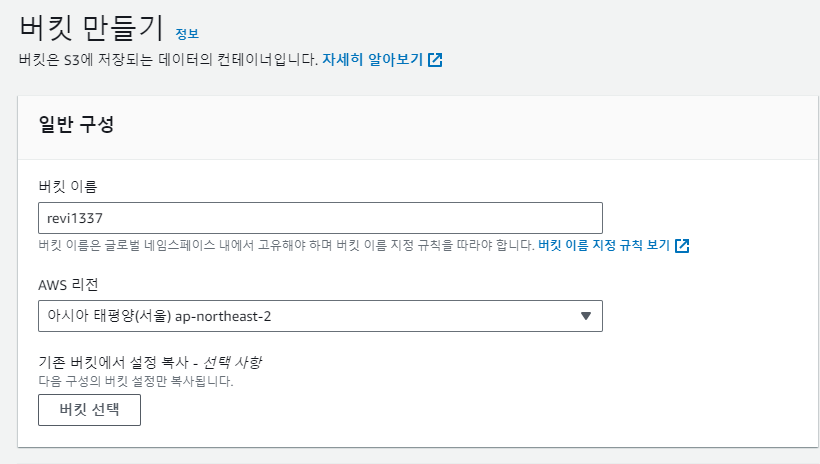 버킷 만들기 정보
버킷은 S3에 저장되는 데이터의 컨테이너입니다. 자세히 알아보기
일반 구성
버킷 이름
revi1337
버킷 이름은 글로벌 네임스페이스 내에서 고유해야 하며 버킷 이름 지정 규칙을 따라야 합니다. 버킷 이름 지정 규칙 보기
AWS 리전
아시아 태평양(서울) ap-northeast-2
기존 버킷에서 설정 복사 - 선택 사항
다음 구성의 버킷 설정만 복사됩니다.
버킷 선택